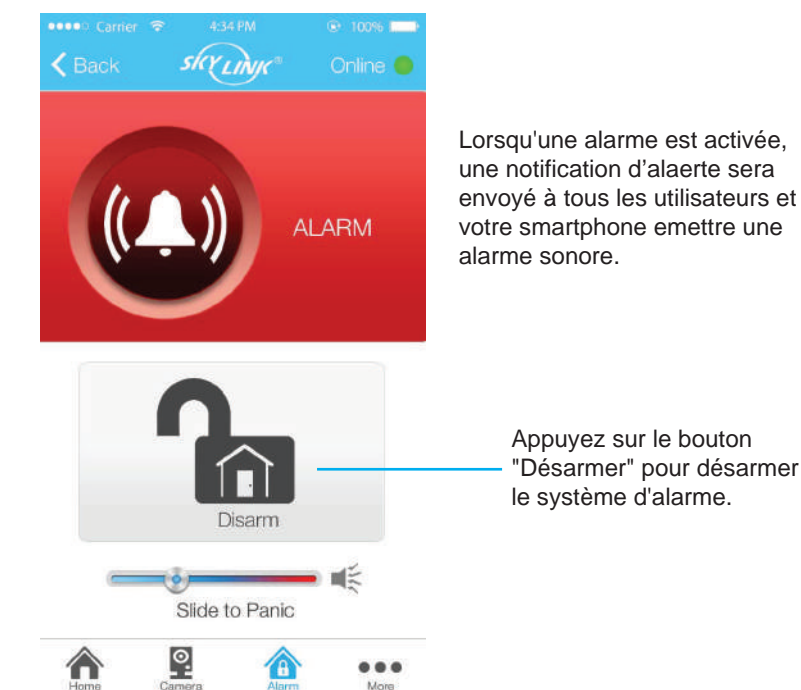 Carrier 4:34 PM 100%
Back SKYLINK® Online
Lorsqu'une alarme est activée,
une notification d’alaerte sera
envoyé à tous les utilisateurs et
votre smartphone emettre une
alarme sonore.
ALARM
Appuyez sur le bouton
"Désarmer" pour désarmer
le système d'alarme.
Disarm
Slide to Panic
Home Camera Alarm More